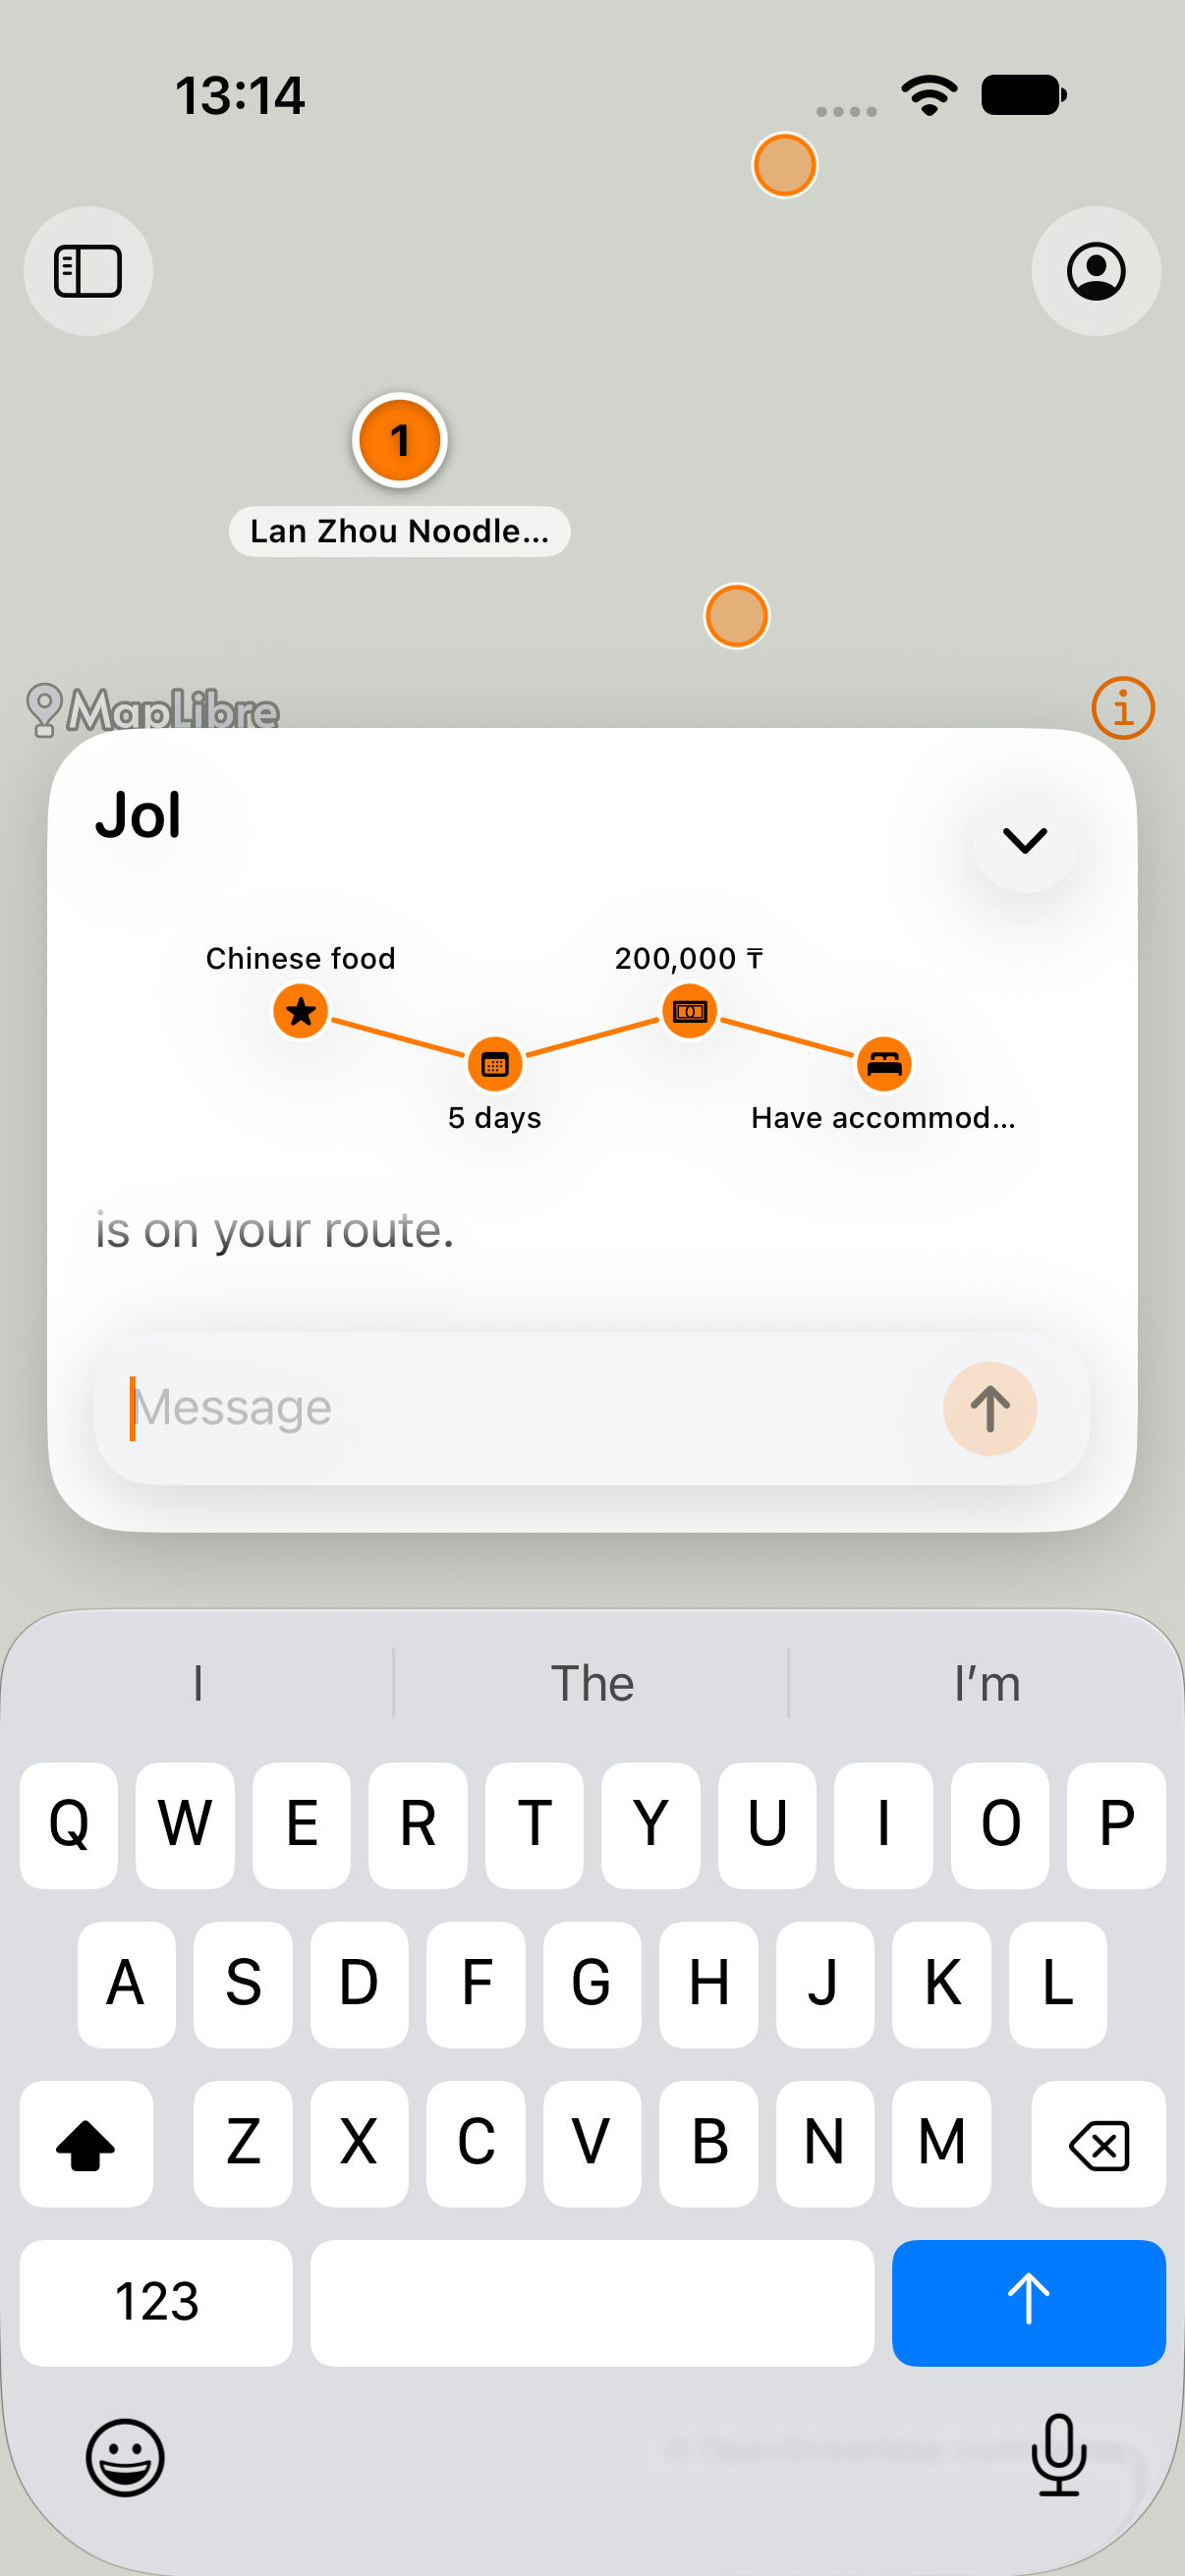 13:14
1
Lan Zhou Noodle...
MapLibre
Jol
Chinese food
200,000 ₸
5 days
Have accommod...
is on your route.
Message
I The I’m
Q W E R T Y U I O P
A S D F G H J K L
Z X C V B N M
123